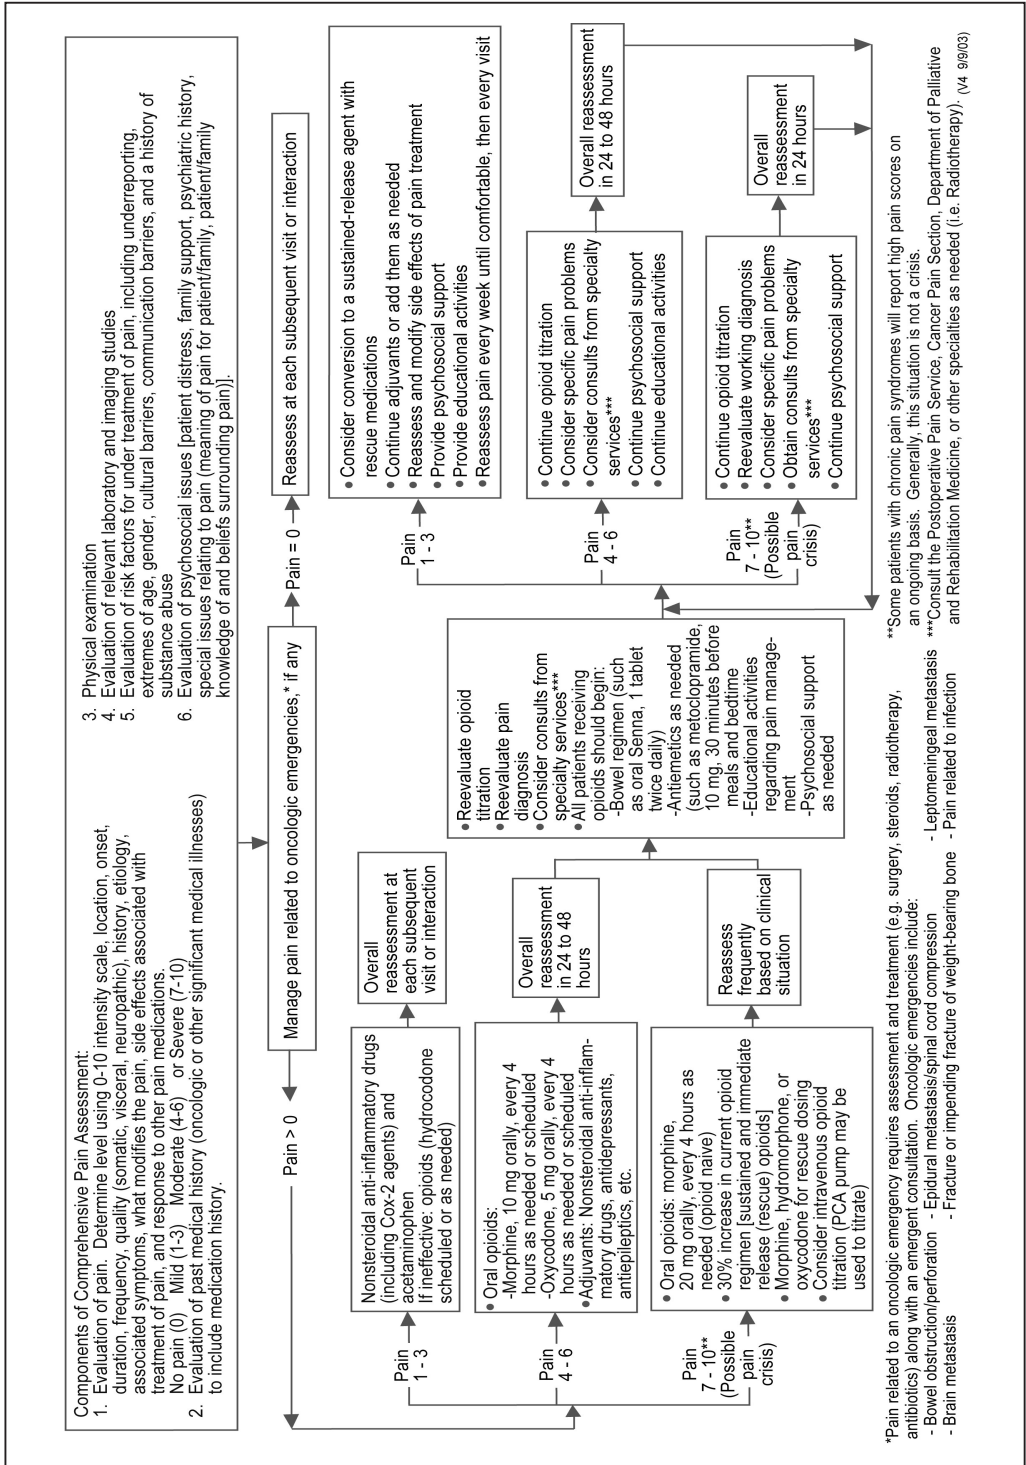 Components of Comprehensive Pain Assessment:
1. Evaluation of pain. Determine level using 0-10 intensity scale, location, onset,
duration, frequency, quality (somatic, visceral, neuropathic), history, etiology,
associated symptoms, what modifies the pain, side effects associated with
treatment of pain, and response to other pain medications.
No pain (0) Mild (1-3) Moderate (4-6) or Severe (7-10)
2. Evaluation of past medical history (oncologic or other significant medical illnesses)
to include medication history.
3. Physical examination
4. Evaluation of relevant laboratory and imaging studies
5. Evaluation of risk factors for under treatment of pain, including underreporting,
extremes of age, gender, cultural barriers, communication barriers, and a history of
substance abuse
6. Evaluation of psychosocial issues [patient distress, family support, psychiatric history,
special issues relating to pain (meaning of pain for patient/family, patient/family
knowledge of and beliefs surrounding pain)].
Pain > 0
Manage pain related to oncologic emergencies,* if any
Pain = 0
Reassess at each subsequent visit or interaction
Pain
1 - 3
Nonsteroidal anti-inflammatory drugs
(including Cox-2 agents) and
acetaminophen
If ineffective: opioids (hydrocodone
scheduled or as needed)
Overall
reassessment at
each subsequent
visit or interaction
Pain
4 - 6
• Oral opioids:
-Morphine, 10 mg orally, every 4
hours as needed or scheduled
-Oxycodone, 5 mg orally, every 4
hours as needed or scheduled
• Adjuvants: Nonsteroidal anti-inflam-
matory drugs, antidepressants,
antiepileptics, etc.
Overall
reassessment
in 24 to 48
hours
Pain
7 - 10**
(Possible
pain
crisis)
• Oral opioids: morphine,
20 mg orally, every 4 hours as
needed (opioid naive)
• 30% increase in current opioid
regimen [sustained and immediate
release (rescue) opioids]
• Morphine, hydromorphone, or
oxycodone for rescue dosing
• Consider intravenous opioid
titration (PCA pump may be
used to titrate)
Reassess
frequently
based on clinical
situation
• Reevaluate opioid
titration
• Reevaluate pain
diagnosis
• Consider consults from
specialty services***
• All patients receiving
opioids should begin:
-Bowel regimen (such
as oral Senna, 1 tablet
twice daily)
-Antiemetics as needed
(such as metoclopramide,
10 mg, 30 minutes before
meals and bedtime
-Educational activities
regarding pain manage-
ment
-Psychosocial support
as needed
Pain
1 - 3
• Consider conversion to a sustained-release agent with
rescue medications
• Continue adjuvants or add them as needed
• Reassess and modify side effects of pain treatment
• Provide psychosocial support
• Provide educational activities
• Reassess pain every week until comfortable, then every visit
Pain
4 - 6
• Continue opioid titration
• Consider specific pain problems
• Consider consults from specialty
services***
• Continue psychosocial support
• Continue educational activities
Overall reassessment
in 24 to 48 hours
Pain
7 - 10**
(Possible
pain
crisis)
• Continue opioid titration
• Reevaluate working diagnosis
• Consider specific pain problems
• Obtain consults from specialty
services***
• Continue psychosocial support
Overall
reassessment
in 24 hours
*Pain related to an oncologic emergency requires assessment and treatment (e.g. surgery, steroids, radiotherapy,
antibiotics) along with an emergent consultation. Oncologic emergencies include:
- Bowel obstruction/perforation - Epidural metastasis/spinal cord compression - Leptomeningeal metastasis
- Brain metastasis - Fracture or impending fracture of weight-bearing bone - Pain related to infection
**Some patients with chronic pain syndromes will report high pain scores on
an ongoing basis. Generally, this situation is not a crisis.
***Consult the Postoperative Pain Service, Cancer Pain Section, Department of Palliative
and Rehabilitation Medicine, or other specialties as needed (i.e. Radiotherapy). (V4 9/9/03)